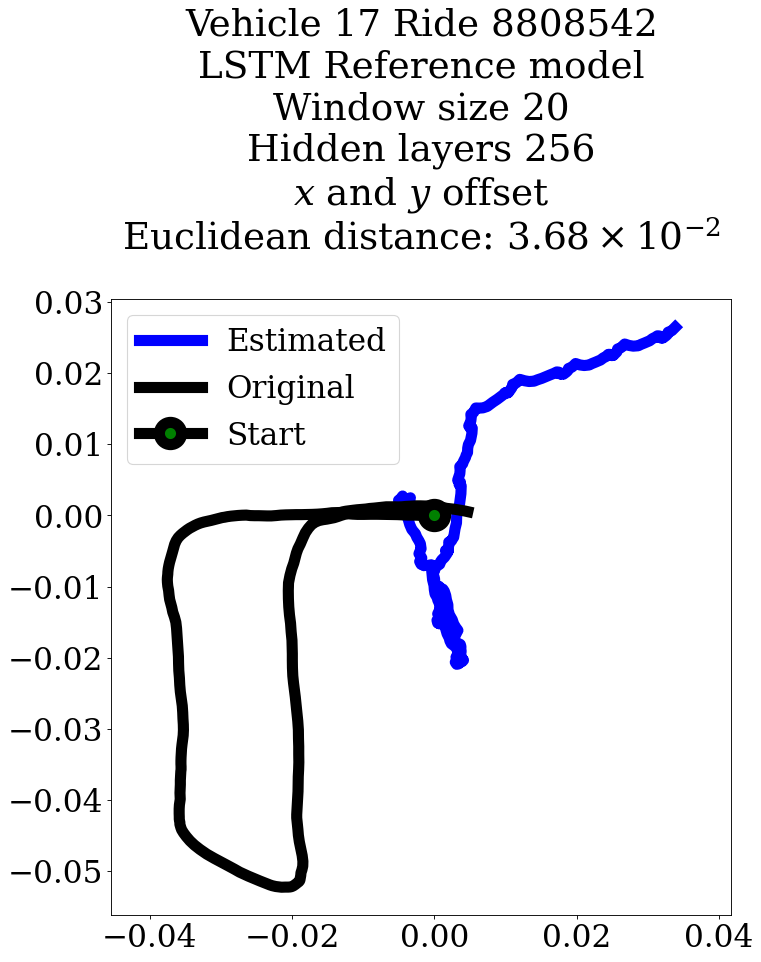 Vehicle 17 Ride 8808542
LSTM Reference model
Window size 20
Hidden layers 256
x and y offset
Euclidean distance: 3.68 × 10⁻²
0.03
0.02
0.01
0.00
−0.01
−0.02
−0.03
−0.04
−0.05
Estimated
Original
Start
−0.04 −0.02 0.00 0.02 0.04